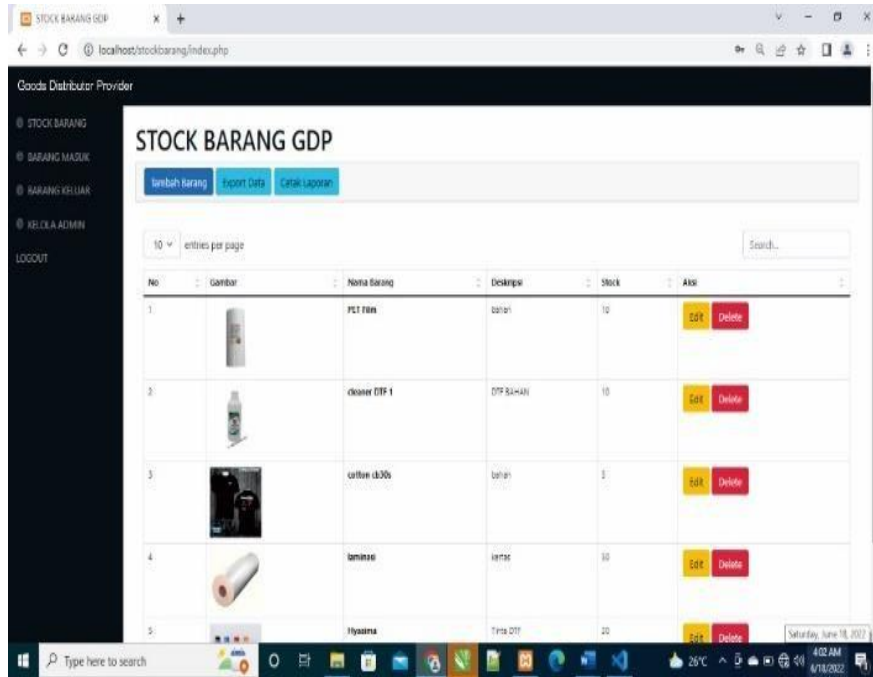 STOCK BARANG GDP
localhost/stockbarang/index.php
Goods Distributor Provider
STOCK BARANG
BARANG MASUK
BARANG KELUAR
KELOLA ADMIN
LOGOUT
STOCK BARANG GDP
Tambah Barang Export Data Cetak Laporan
10 entries per page Search...
No Gambar Nama Barang Deskripsi Stock Aksi
1 PET Film bahan 10 Edit Delete
2 cleaner DTF 1 DTF BAHAN 10 Edit Delete
3 cotton cb30s bahan 5 Edit Delete
4 laminasi kertas 50 Edit Delete
5 Tinta DTF 20 Edit Delete
Saturday, June 18, 2022
Type here to search 26°C 4:02 AM
6/18/2022